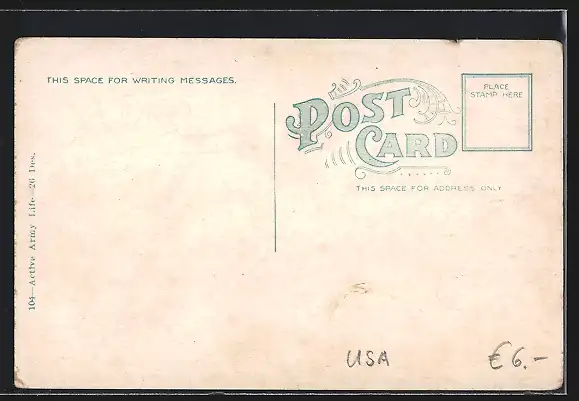 THIS SPACE FOR WRITING MESSAGES.
POST CARD
PLACE
STAMP HERE
THIS SPACE FOR ADDRESS ONLY
104—Active Army Life—26 Des.
USA
€6.-